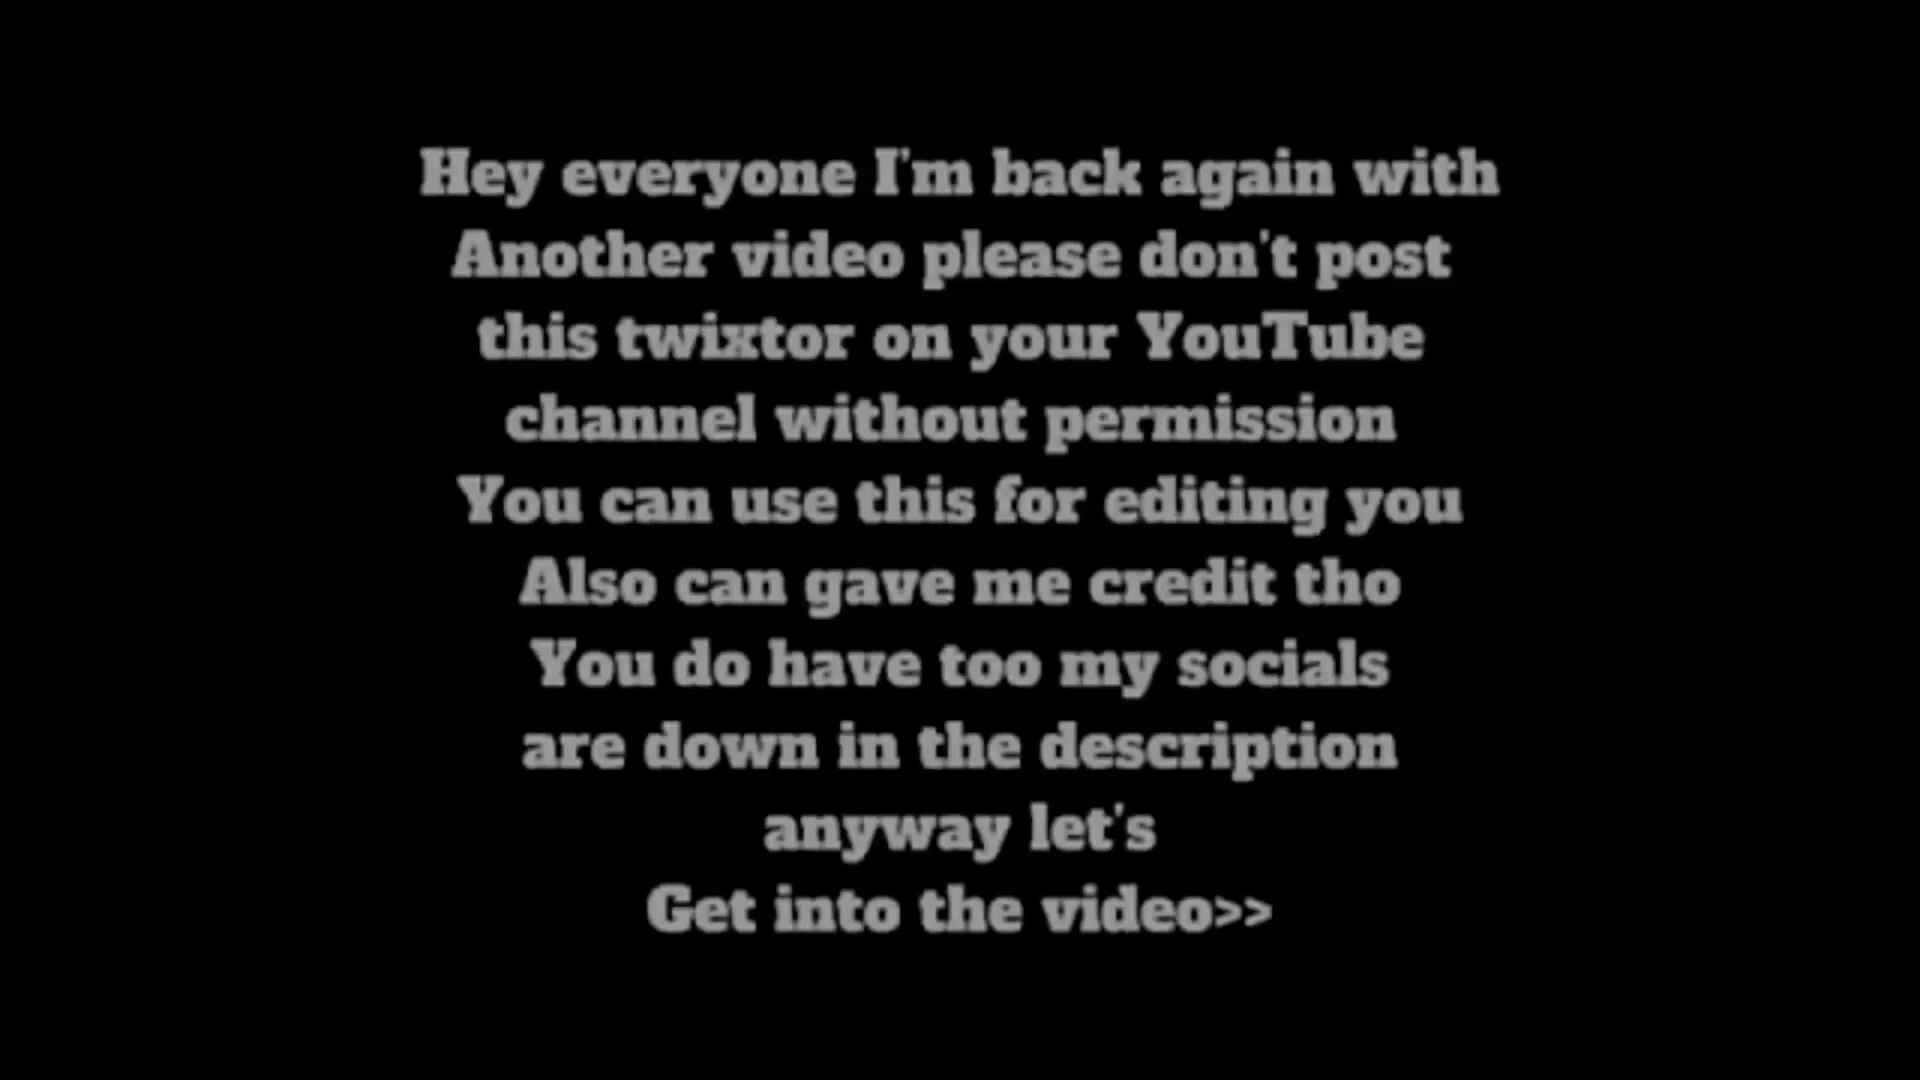 Hey everyone I'm back again with
Another video please don't post
this twixtor on your YouTube
channel without permission
You can use this for editing you
Also can gave me credit tho
You do have too my socials
are down in the description
anyway let's
Get into the video>>